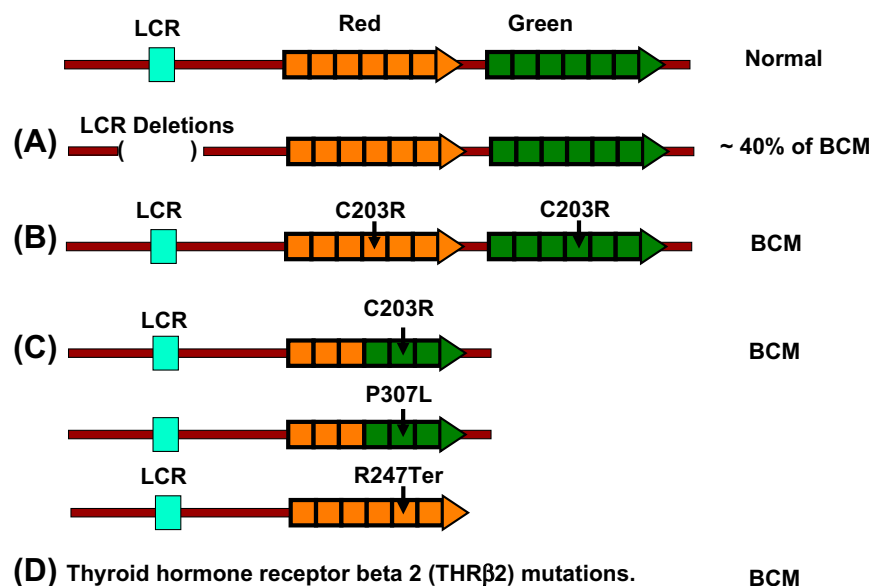 LCR Red Green
Normal
(A) LCR Deletions
( )
~ 40% of BCM
(B) LCR C203R C203R
BCM
(C) LCR C203R
BCM
P307L
LCR R247Ter
(D) Thyroid hormone receptor beta 2 (THRβ2) mutations. BCM